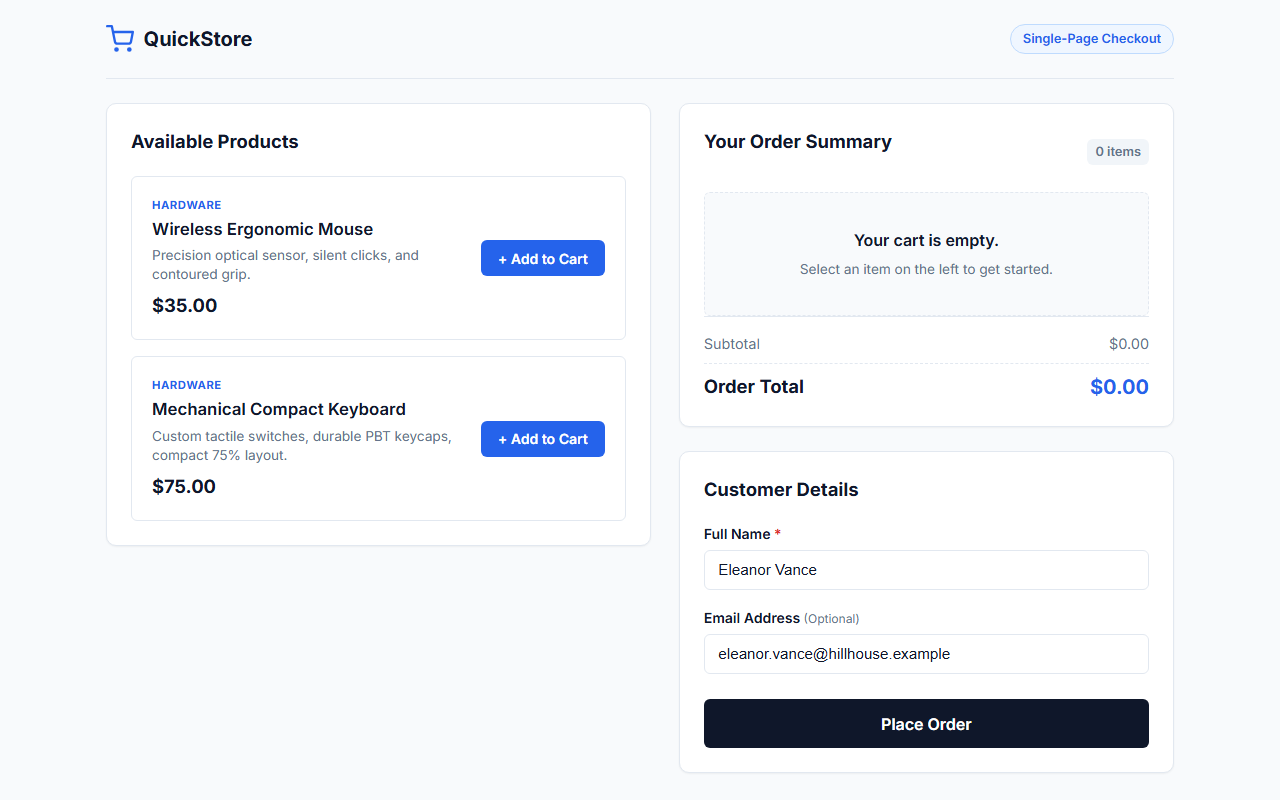 QuickStore
Single-Page Checkout
Available Products
HARDWARE
Wireless Ergonomic Mouse
Precision optical sensor, silent clicks, and
contoured grip.
$35.00
+ Add to Cart
HARDWARE
Mechanical Compact Keyboard
Custom tactile switches, durable PBT keycaps,
compact 75% layout.
$75.00
+ Add to Cart
Your Order Summary
0 items
Your cart is empty.
Select an item on the left to get started.
Subtotal $0.00
Order Total $0.00
Customer Details
Full Name *
Eleanor Vance
Email Address (Optional)
eleanor.vance@hillhouse.example
Place Order